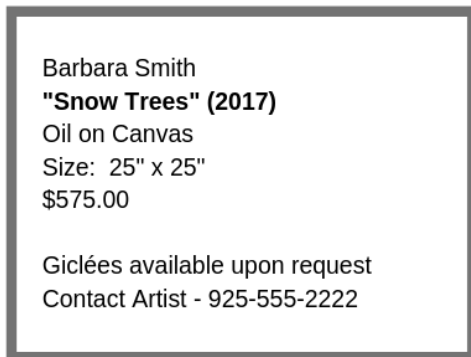 Barbara Smith
"Snow Trees" (2017)
Oil on Canvas
Size:  25" x 25"
$575.00
Giclées available upon request
Contact Artist - 925-555-2222